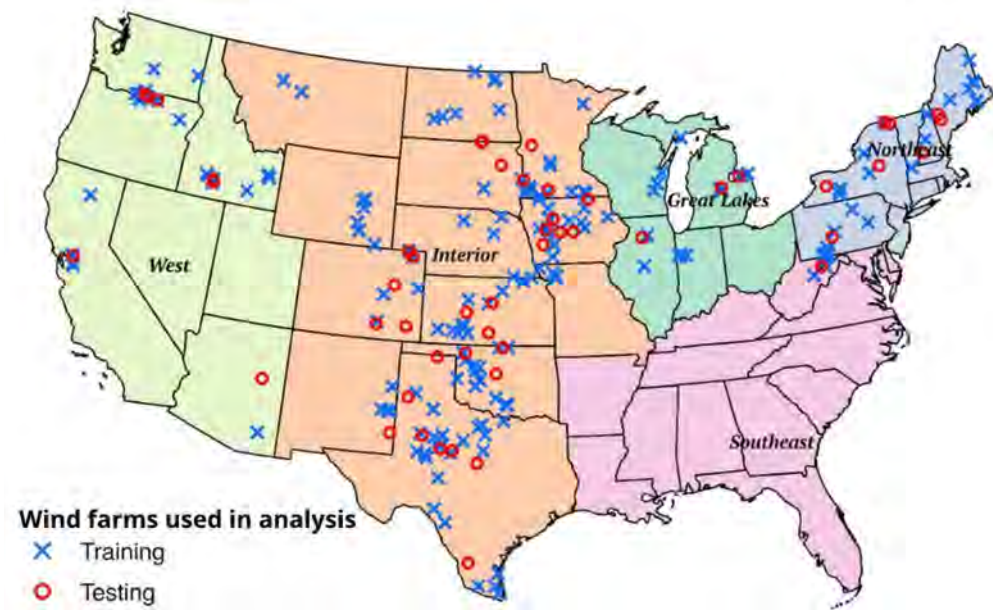 Northeast
Great Lakes
West
Interior
Southeast
Wind farms used in analysis
Training
Testing